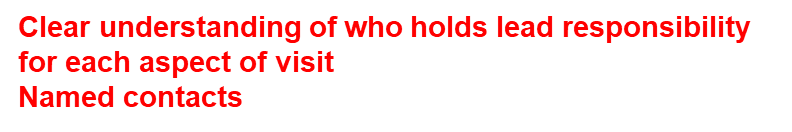 Clear understanding of who holds lead responsibility
for each aspect of visit
Named contacts